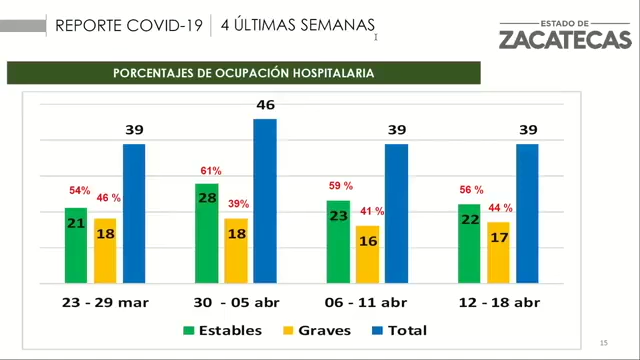 REPORTE COVID-19 | 4 ÚLTIMAS SEMANAS
ESTADO DE
ZACATECAS
PORCENTAJES DE OCUPACIÓN HOSPITALARIA
39 46 39 39
54% 46 % 61% 39% 59 % 41 % 56 % 44 %
21 18 28 18 23 16 22 17
23 - 29 mar 30 - 05 abr 06 - 11 abr 12 - 18 abr
Estables Graves Total
15